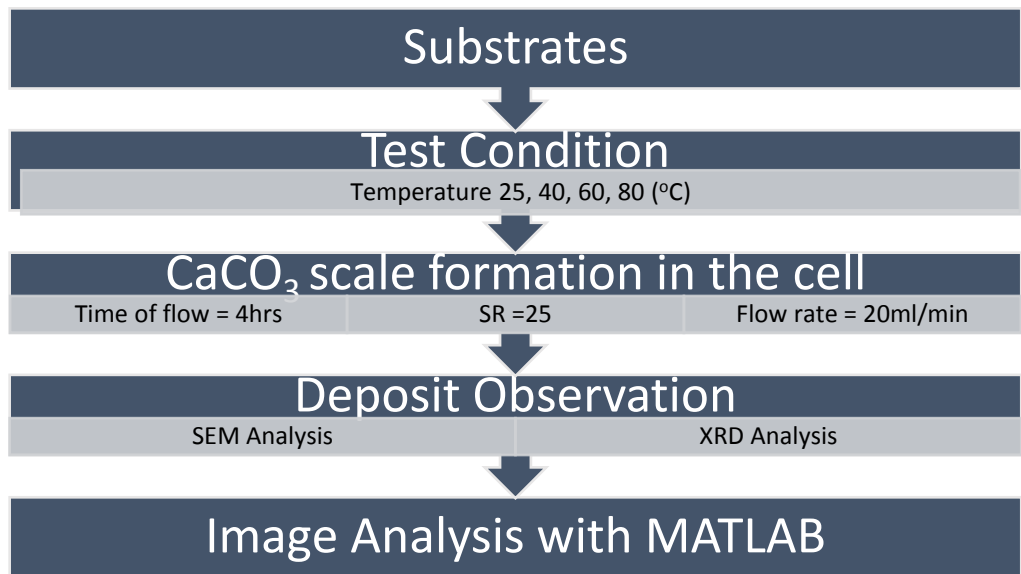 Substrates
Test Condition
Temperature 25, 40, 60, 80 (ºC)
CaCO₃ scale formation in the cell
Time of flow = 4hrs SR =25 Flow rate = 20ml/min
Deposit Observation
SEM Analysis XRD Analysis
Image Analysis with MATLAB